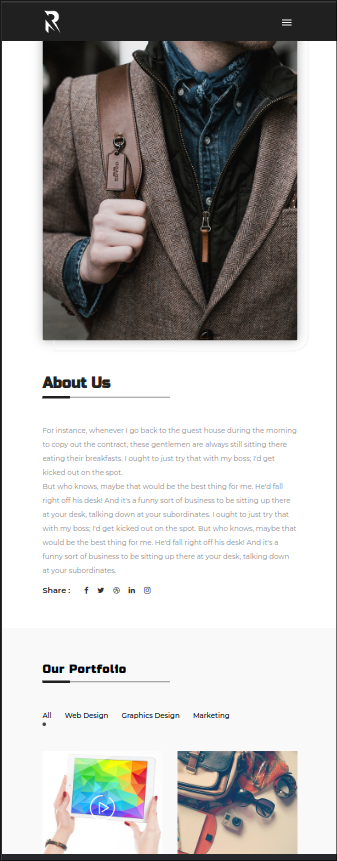 About Us
For instance, whenever I go back to the guest house during the morning
to copy out the contract, these gentlemen are always still sitting there
eating their breakfasts. I ought to just try that with my boss; I'd get
kicked out on the spot.
But who knows, maybe that would be the best thing for me. He'd fall
right off his desk! And it's a funny sort of business to be sitting up there
at your desk, talking down at your subordinates. I ought to just try that
with my boss; I'd get kicked out on the spot. But who knows, maybe that
would be the best thing for me. He'd fall right off his desk! And it's a
funny sort of business to be sitting up there at your desk, talking down
at your subordinates.
Share :
Our Portfolio
All Web Design Graphics Design Marketing